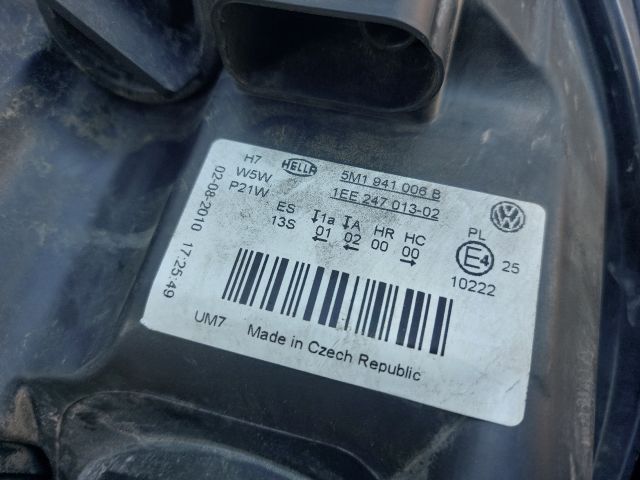 H7
W5W
P21W
HELLA
5M1 941 006 B
1EE 247 013-02
VW
02-08-2010 17:25:49
ES 1a A HR HC
13S 01 02 00 00
PL
E4 25
10222
UM7 Made in Czech Republic